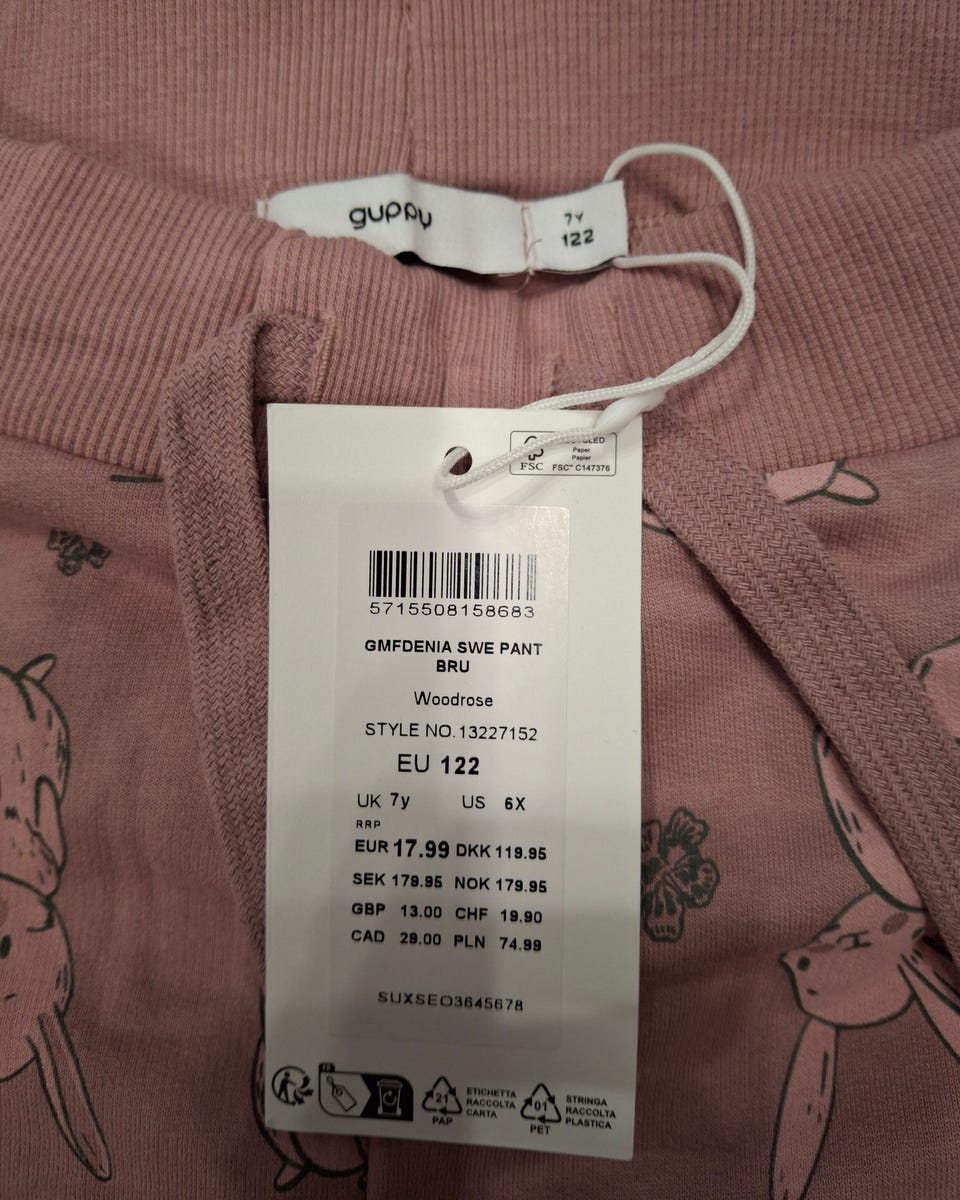 guppy
7Y
122
RECYCLED
Paper
Papier
FSC
FSC™ C147376
5715508158683
GMFDENIA SWE PANT
BRU
Woodrose
STYLE NO.13227152
EU 122
UK 7y US 6X
RRP
EUR 17.99 DKK 119.95
SEK 179.95 NOK 179.95
GBP 13.00 CHF 19.90
CAD 29.00 PLN 74.99
SUXSEO3645678
FR
21
PAP
ETICHETTA
RACCOLTA
CARTA
01
PET
STRINGA
RACCOLTA
PLASTICA